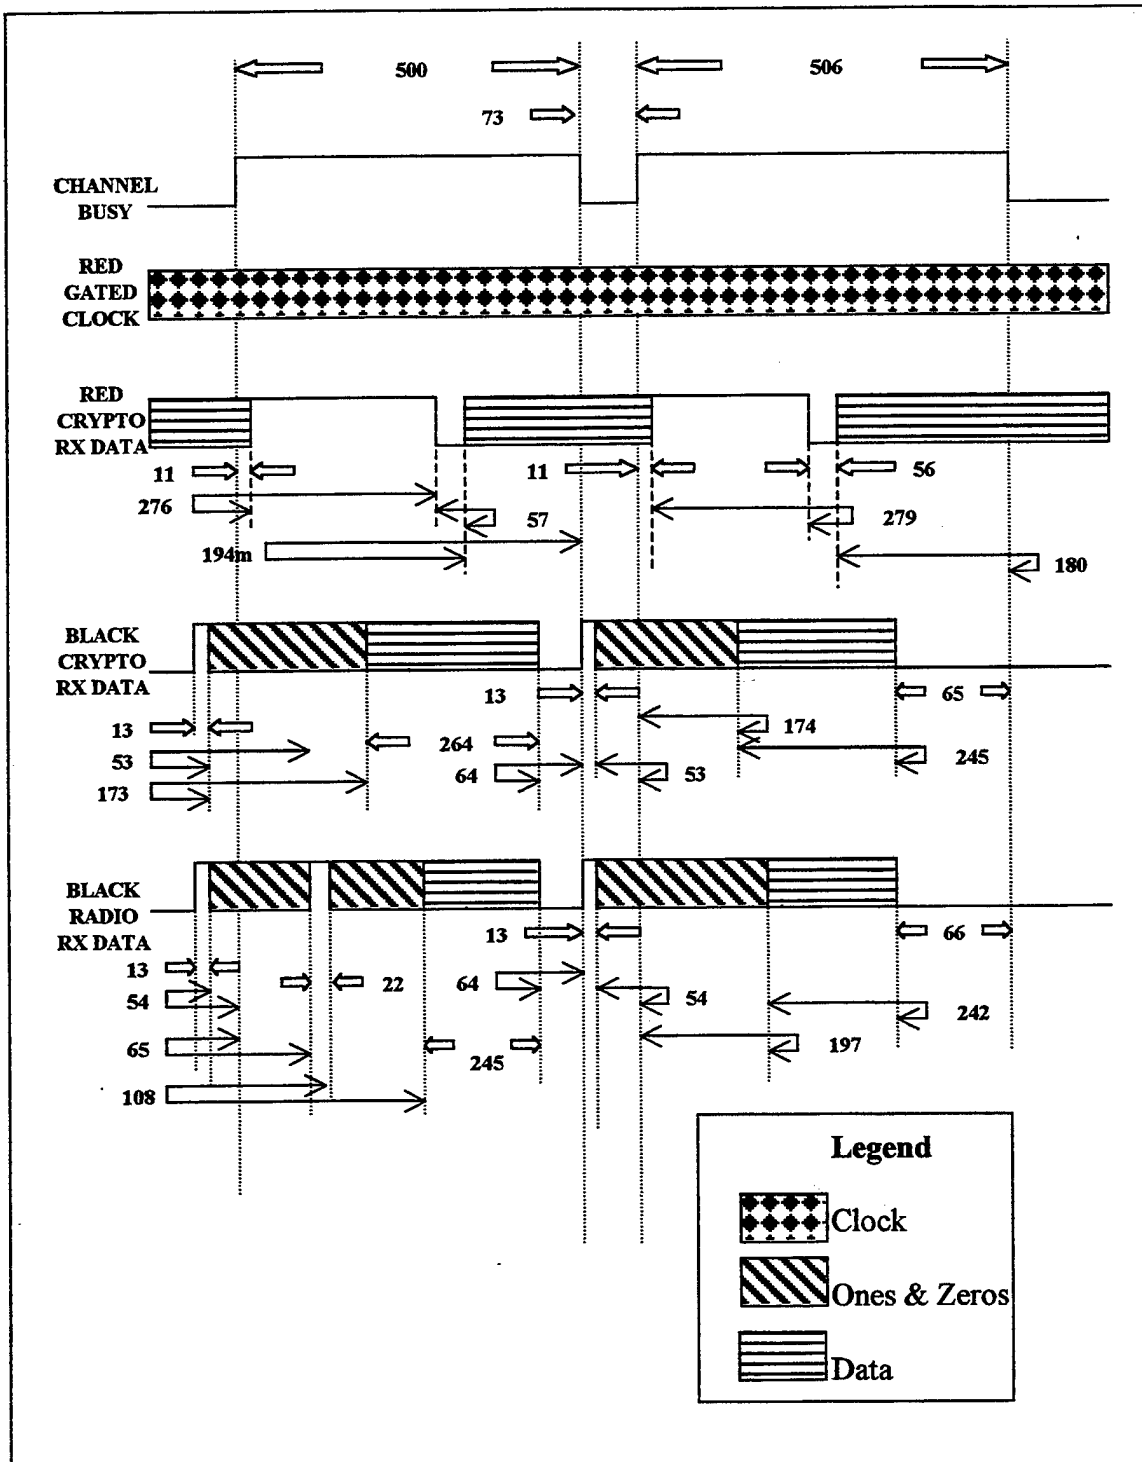 500
506
73
CHANNEL
BUSY
RED
GATED
CLOCK
RED
CRYPTO
RX DATA
11
11
56
276
57
279
194m
180
BLACK
CRYPTO
RX DATA
13
65
13
174
53
264
64
53
245
173
BLACK
RADIO
RX DATA
13
66
13
22
64
54
54
242
65
245
197
108
Legend
Clock
Ones & Zeros
Data